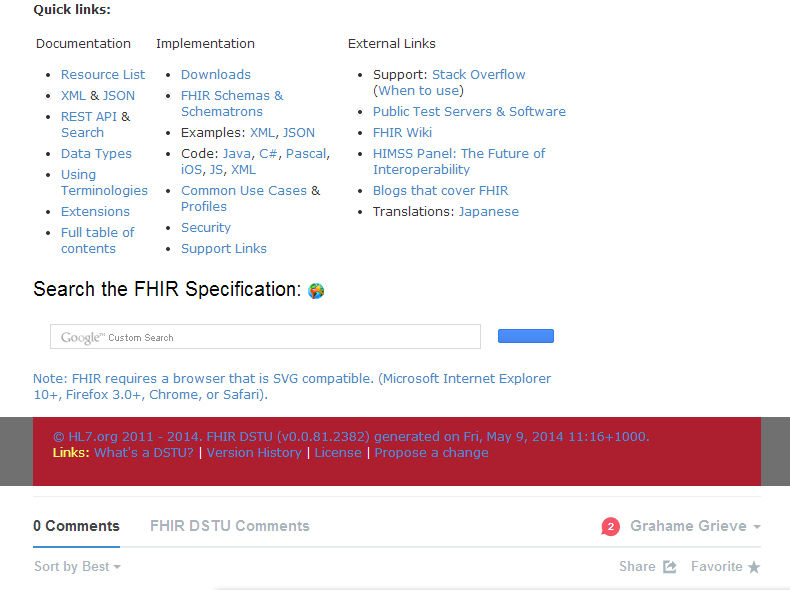 Quick links:
Documentation
Resource List
XML & JSON
REST API &
Search
Data Types
Using
Terminologies
Extensions
Full table of
contents
Implementation
Downloads
FHIR Schemas &
Schematrons
Examples: XML, JSON
Code: Java, C#, Pascal,
iOS, JS, XML
Common Use Cases &
Profiles
Security
Support Links
External Links
Support: Stack Overflow
(When to use)
Public Test Servers & Software
FHIR Wiki
HIMSS Panel: The Future of
Interoperability
Blogs that cover FHIR
Translations: Japanese
Search the FHIR Specification:
Google™ Custom Search
Note: FHIR requires a browser that is SVG compatible. (Microsoft Internet Explorer
10+, Firefox 3.0+, Chrome, or Safari).
© HL7.org 2011 - 2014. FHIR DSTU (v0.0.81.2382) generated on Fri, May 9, 2014 11:16+1000.
Links: What's a DSTU? | Version History | License | Propose a change
0 Comments FHIR DSTU Comments 2 Grahame Grieve
Sort by Best Share Favorite